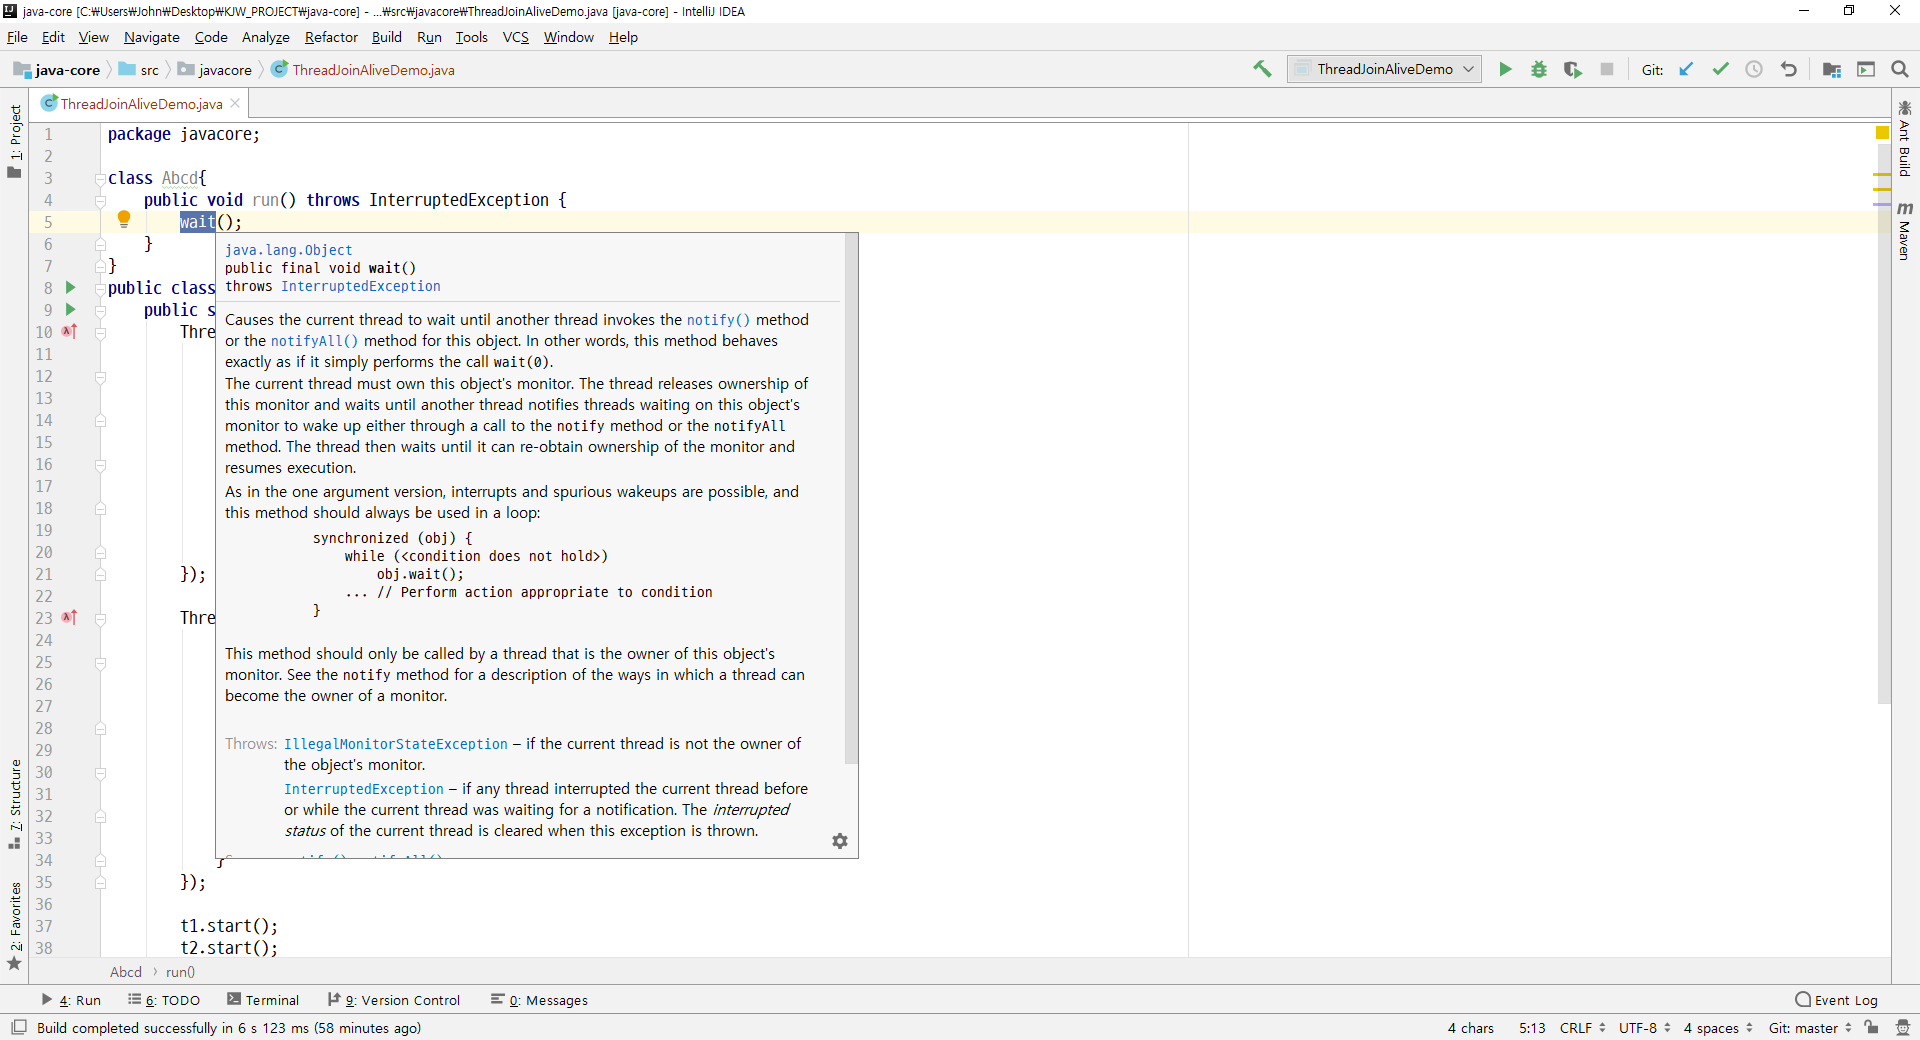 java-core [C:₩Users₩John₩Desktop₩KJW_PROJECT₩java-core] - ...₩src₩javacore₩ThreadJoinAliveDemo.java [java-core] - IntelliJ IDEA
File Edit View Navigate Code Analyze Refactor Build Run Tools VCS Window Help
java-core src javacore ThreadJoinAliveDemo.java ThreadJoinAliveDemo Git:
ThreadJoinAliveDemo.java
1: Project
Ant Build
Maven
7: Structure
2: Favorites
1 package javacore;
2
3 class Abcd{
4 public void run() throws InterruptedException {
5 wait();
6 }
7 }
8 public class
9 public s
10 Thre
11
12
13
14
15
16
17
18
19
20
21 });
22
23 Thre
24
25
26
27
28
29
30
31
32
33
34 }
35 });
36
37 t1.start();
38 t2.start();
java.lang.Object
public final void wait()
throws InterruptedException
Causes the current thread to wait until another thread invokes the notify() method
or the notifyAll() method for this object. In other words, this method behaves
exactly as if it simply performs the call wait(0).
The current thread must own this object's monitor. The thread releases ownership of
this monitor and waits until another thread notifies threads waiting on this object's
monitor to wake up either through a call to the notify method or the notifyAll
method. The thread then waits until it can re-obtain ownership of the monitor and
resumes execution.
As in the one argument version, interrupts and spurious wakeups are possible, and
this method should always be used in a loop:
synchronized (obj) {
while (<condition does not hold>)
obj.wait();
... // Perform action appropriate to condition
}
This method should only be called by a thread that is the owner of this object's
monitor. See the notify method for a description of the ways in which a thread can
become the owner of a monitor.
Throws: IllegalMonitorStateException – if the current thread is not the owner of
the object's monitor.
InterruptedException – if any thread interrupted the current thread before
or while the current thread was waiting for a notification. The interrupted
status of the current thread is cleared when this exception is thrown.
Abcd › run()
4: Run 6: TODO Terminal 9: Version Control 0: Messages Event Log
Build completed successfully in 6 s 123 ms (58 minutes ago) 4 chars 5:13 CRLF UTF-8 4 spaces Git: master